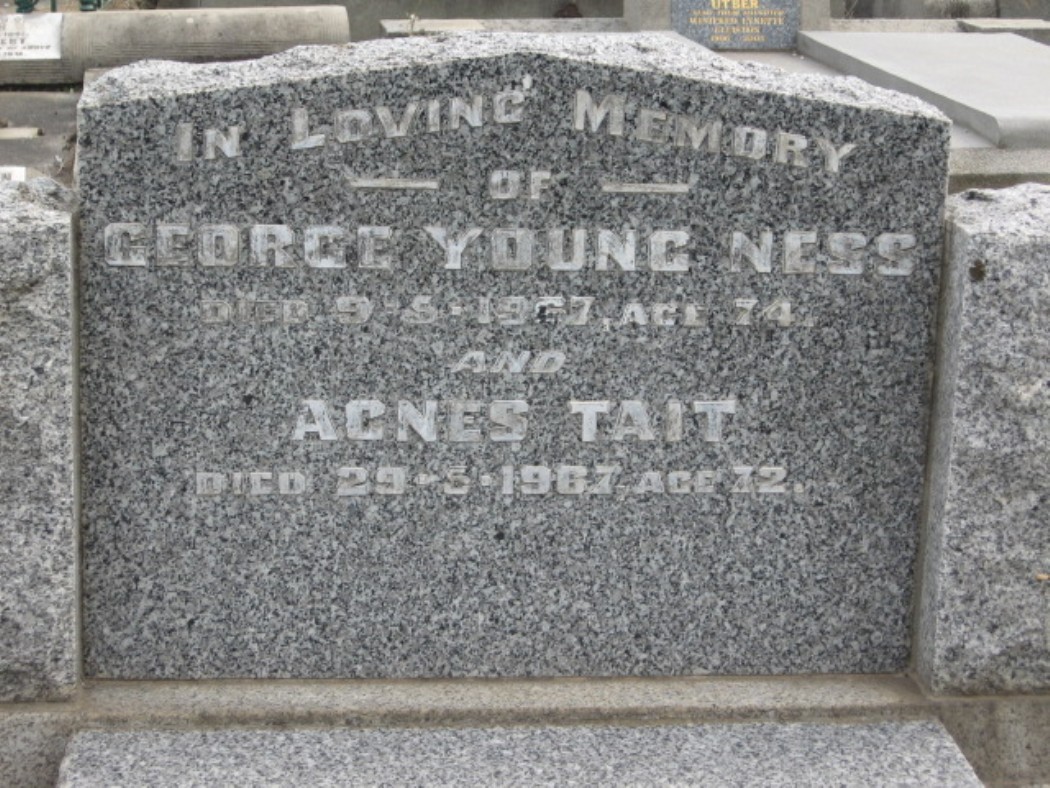 UTBER
IN LOVING MEMORY
OF
GEORGE YOUNG NESS
DIED 9·5·1967, AGE 74.
AND
AGNES TAIT
DIED 29·5·1967 AGE 72.